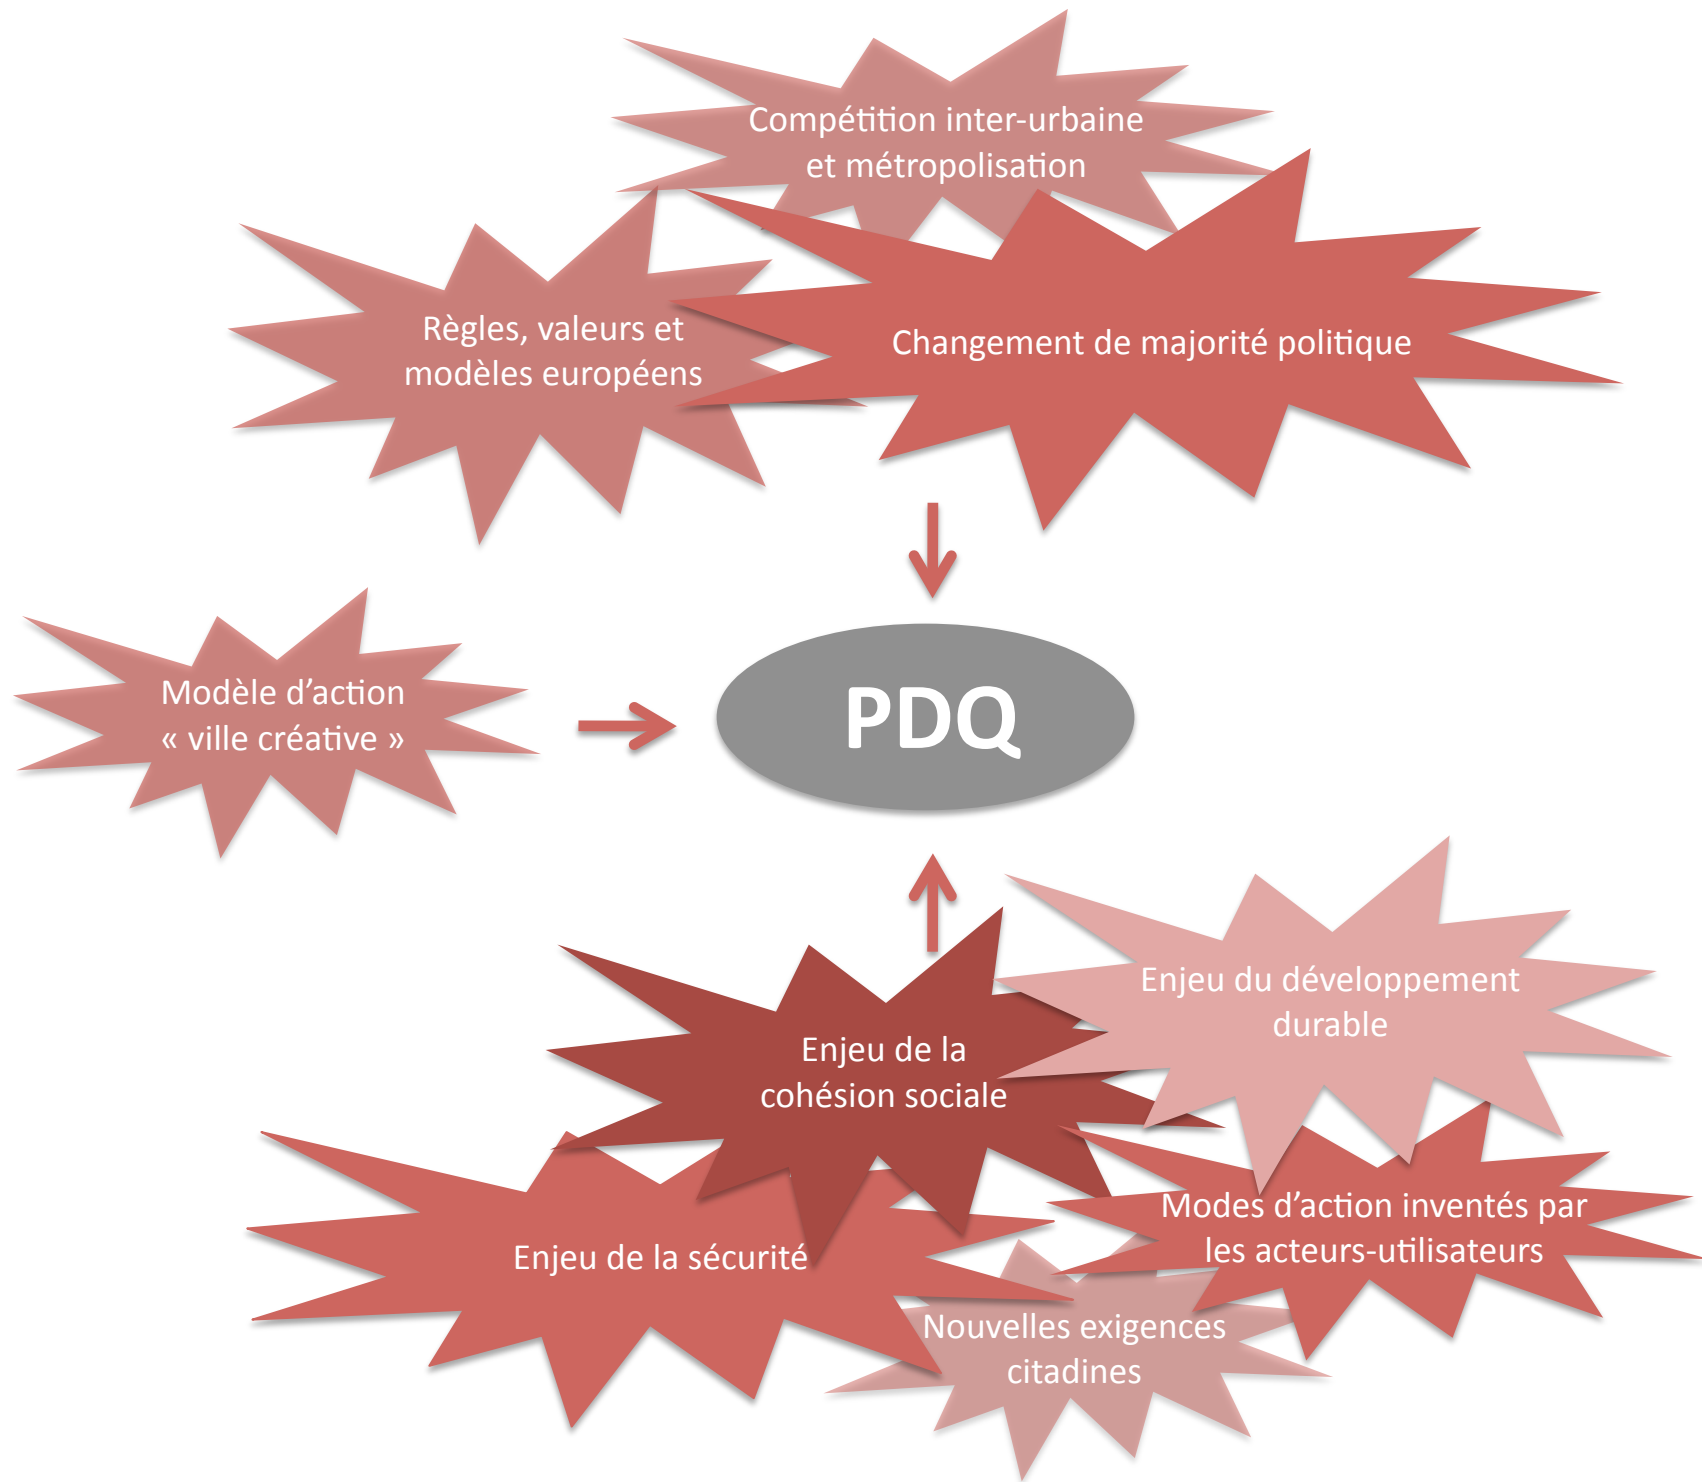 Compétition inter-urbaine
et métropolisation
Règles, valeurs et
modèles européens
Changement de majorité politique
Modèle d’action
« ville créative »
PDQ
Enjeu du développement
durable
Enjeu de la
cohésion sociale
Modes d’action inventés par
les acteurs-utilisateurs
Enjeu de la sécurité
Nouvelles exigences
citadines